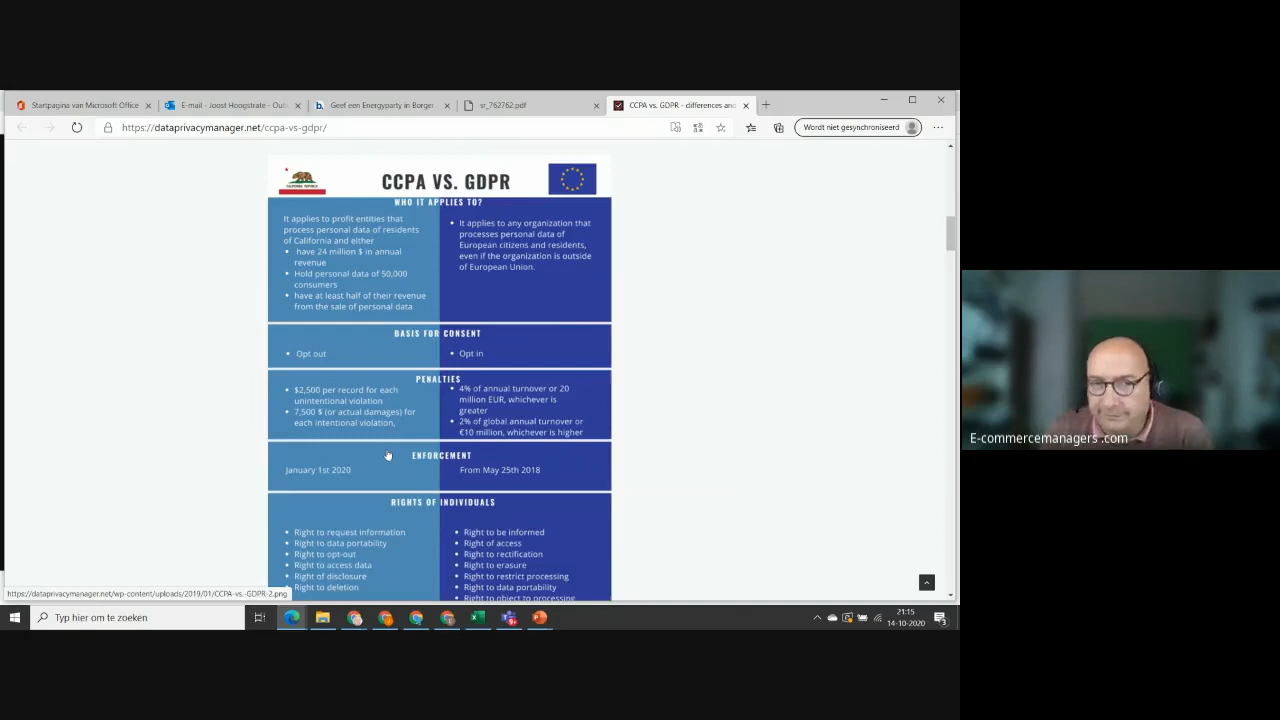 Startpagina van Microsoft Office
E-mail - Joost Hoogstrate - Out
Geef een Energyparty in Borger
sr_762762.pdf
CCPA vs. GDPR - differences and
https://dataprivacymanager.net/ccpa-vs-gdpr/
Wordt niet gesynchroniseerd
CALIFORNIA REPUBLIC
CCPA VS. GDPR
WHO IT APPLIES TO?
It applies to profit entities that
process personal data of residents
of California and either
• have 24 million $ in annual
revenue
• Hold personal data of 50,000
consumers
• have at least half of their revenue
from the sale of personal data
• It applies to any organization that
processes personal data of
European citizens and residents,
even if the organization is outside
of European Union.
BASIS FOR CONSENT
• Opt out
• Opt in
PENALTIES
• $2,500 per record for each
unintentional violation
• 7,500 $ (or actual damages) for
each intentional violation,
• 4% of annual turnover or 20
million EUR, whichever is
greater
• 2% of global annual turnover or
€10 million, whichever is higher
ENFORCEMENT
January 1st 2020
From May 25th 2018
RIGHTS OF INDIVIDUALS
• Right to request information
• Right to data portability
• Right to opt-out
• Right to access data
• Right of disclosure
• Right to deletion
• Right to be informed
• Right of access
• Right to rectification
• Right to erasure
• Right to restrict processing
• Right to data portability
• Right to object to processing
https://dataprivacymanager.net/wp-content/uploads/2019/01/CCPA-vs.-GDPR-2.png
Typ hier om te zoeken
21:15
14-10-2020
3
E-commercemanagers .com